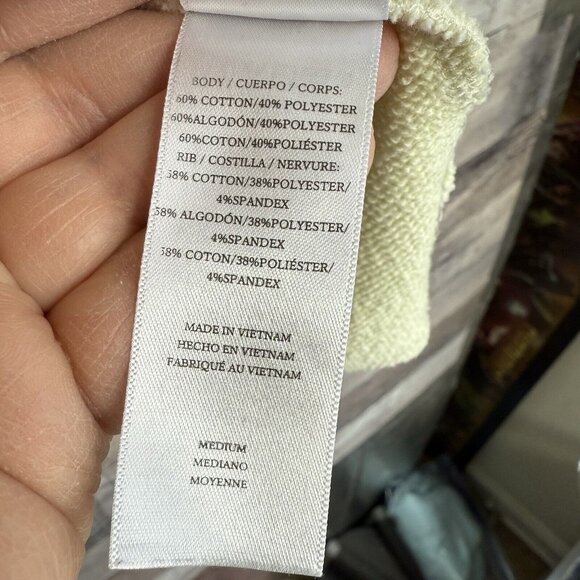 BODY / CUERPO / CORPS:
60% COTTON/40% POLYESTER
60%ALGODÓN/40%POLYESTER
60%COTON/40%POLIÉSTER
RIB / COSTILLA / NERVURE:
58% COTTON/38%POLYESTER/
4%SPANDEX
58% ALGODÓN/38%POLYESTER/
4%SPANDEX
58% COTON/38%POLIÉSTER/
4%SPANDEX
MADE IN VIETNAM
HECHO EN VIETNAM
FABRIQUÉ AU VIETNAM
MEDIUM
MEDIANO
MOYENNE